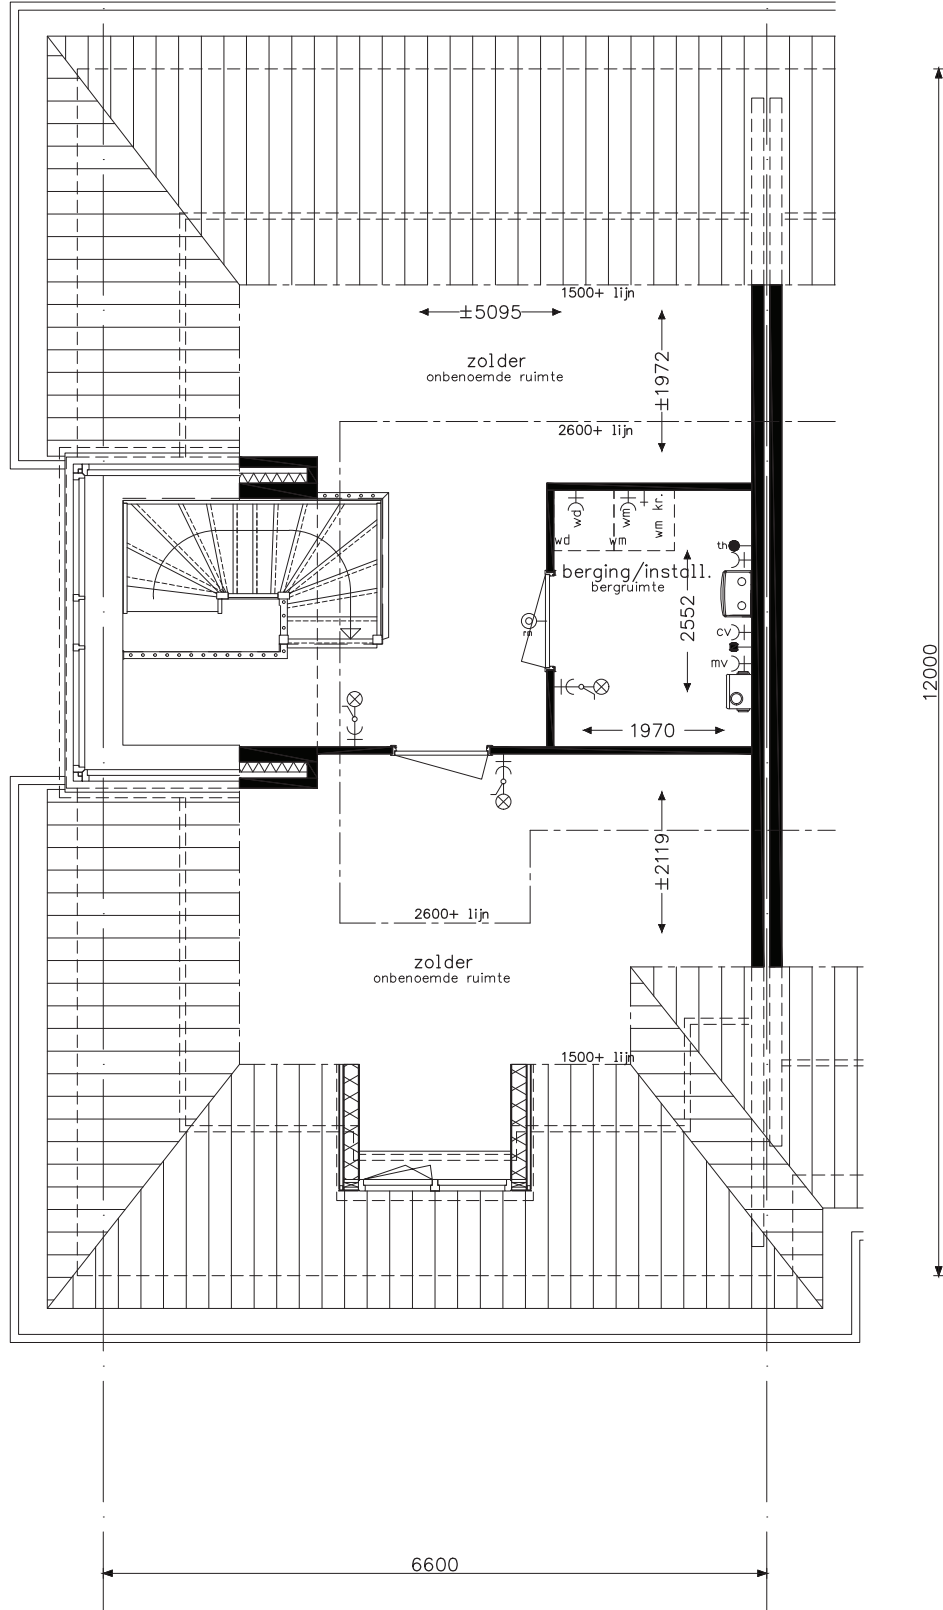 1500+ lijn
±5095
zolder
onbenoemde ruimte
±1972
2600+ lijn
wd
wm
wm kr.
wd
wm
th
berging/install.
bergruimte
2552
cv
mv
1970
12000
±2119
2600+ lijn
zolder
onbenoemde ruimte
1500+ lijn
6600